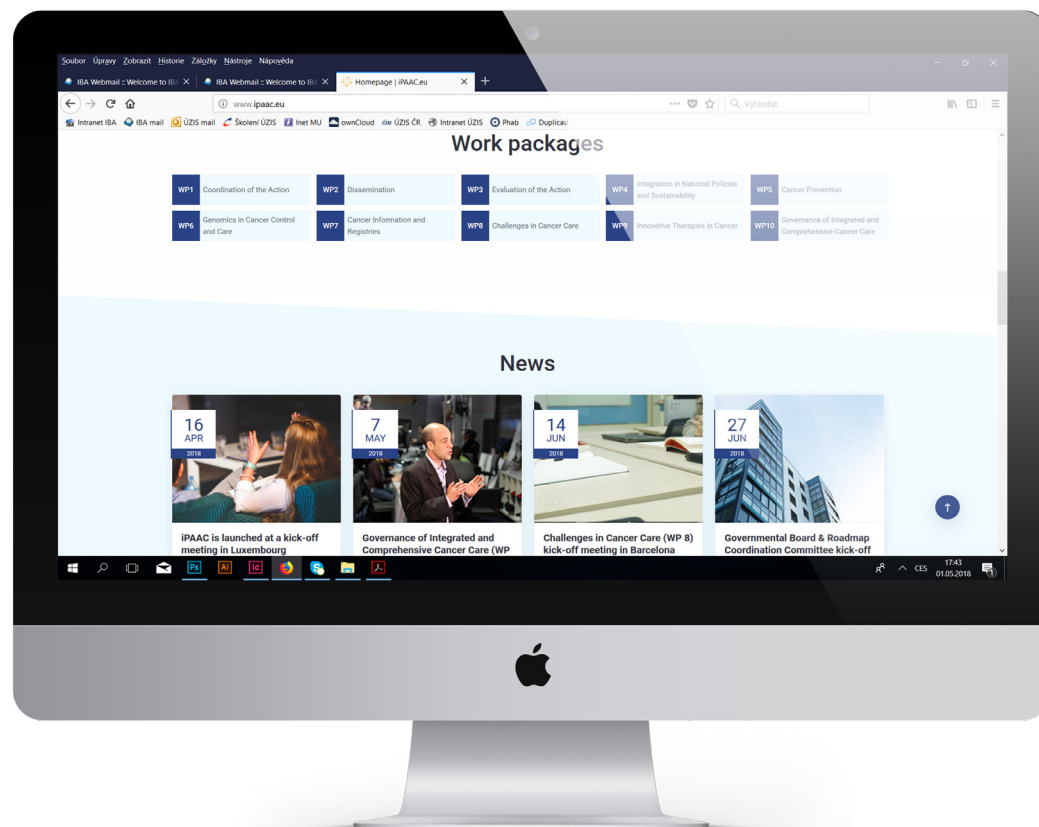 Soubor Úpravy Zobrazit Historie Záložky Nástroje Nápověda
IBA Webmail :: Welcome to IBA IBA Webmail :: Welcome to IBA Homepage | iPAAC.eu
www.ipaac.eu Vyhledat
Intranet IBA IBA mail ÚZIS mail Školení ÚZIS Inet MU ownCloud ÚZIS ČR Intranet ÚZIS Phab
Work packages
WP1 Coordination of the Action WP2 Dissemination WP3 Evaluation of the Action WP4 Integration in National Policies and Sustainability WP5 Cancer Prevention
WP6 Genomics in Cancer Control and Care WP7 Cancer Information and Registries WP8 Challenges in Cancer Care WP9 Innovative Therapies in Cancer WP10 Governance of Integrated and Comprehensive Cancer Care
News
16 7 14 27
APR MAY JUN JUN
2018 2018 2018 2018
iPAAC is launched at a kick-off Governance of Integrated and Challenges in Cancer Care (WP 8) Governmental Board & Roadmap
meeting in Luxembourg Comprehensive Cancer Care (WP kick-off meeting in Barcelona Coordination Committee kick-off
Ps Ai Id CES 17:43
01.05.2018